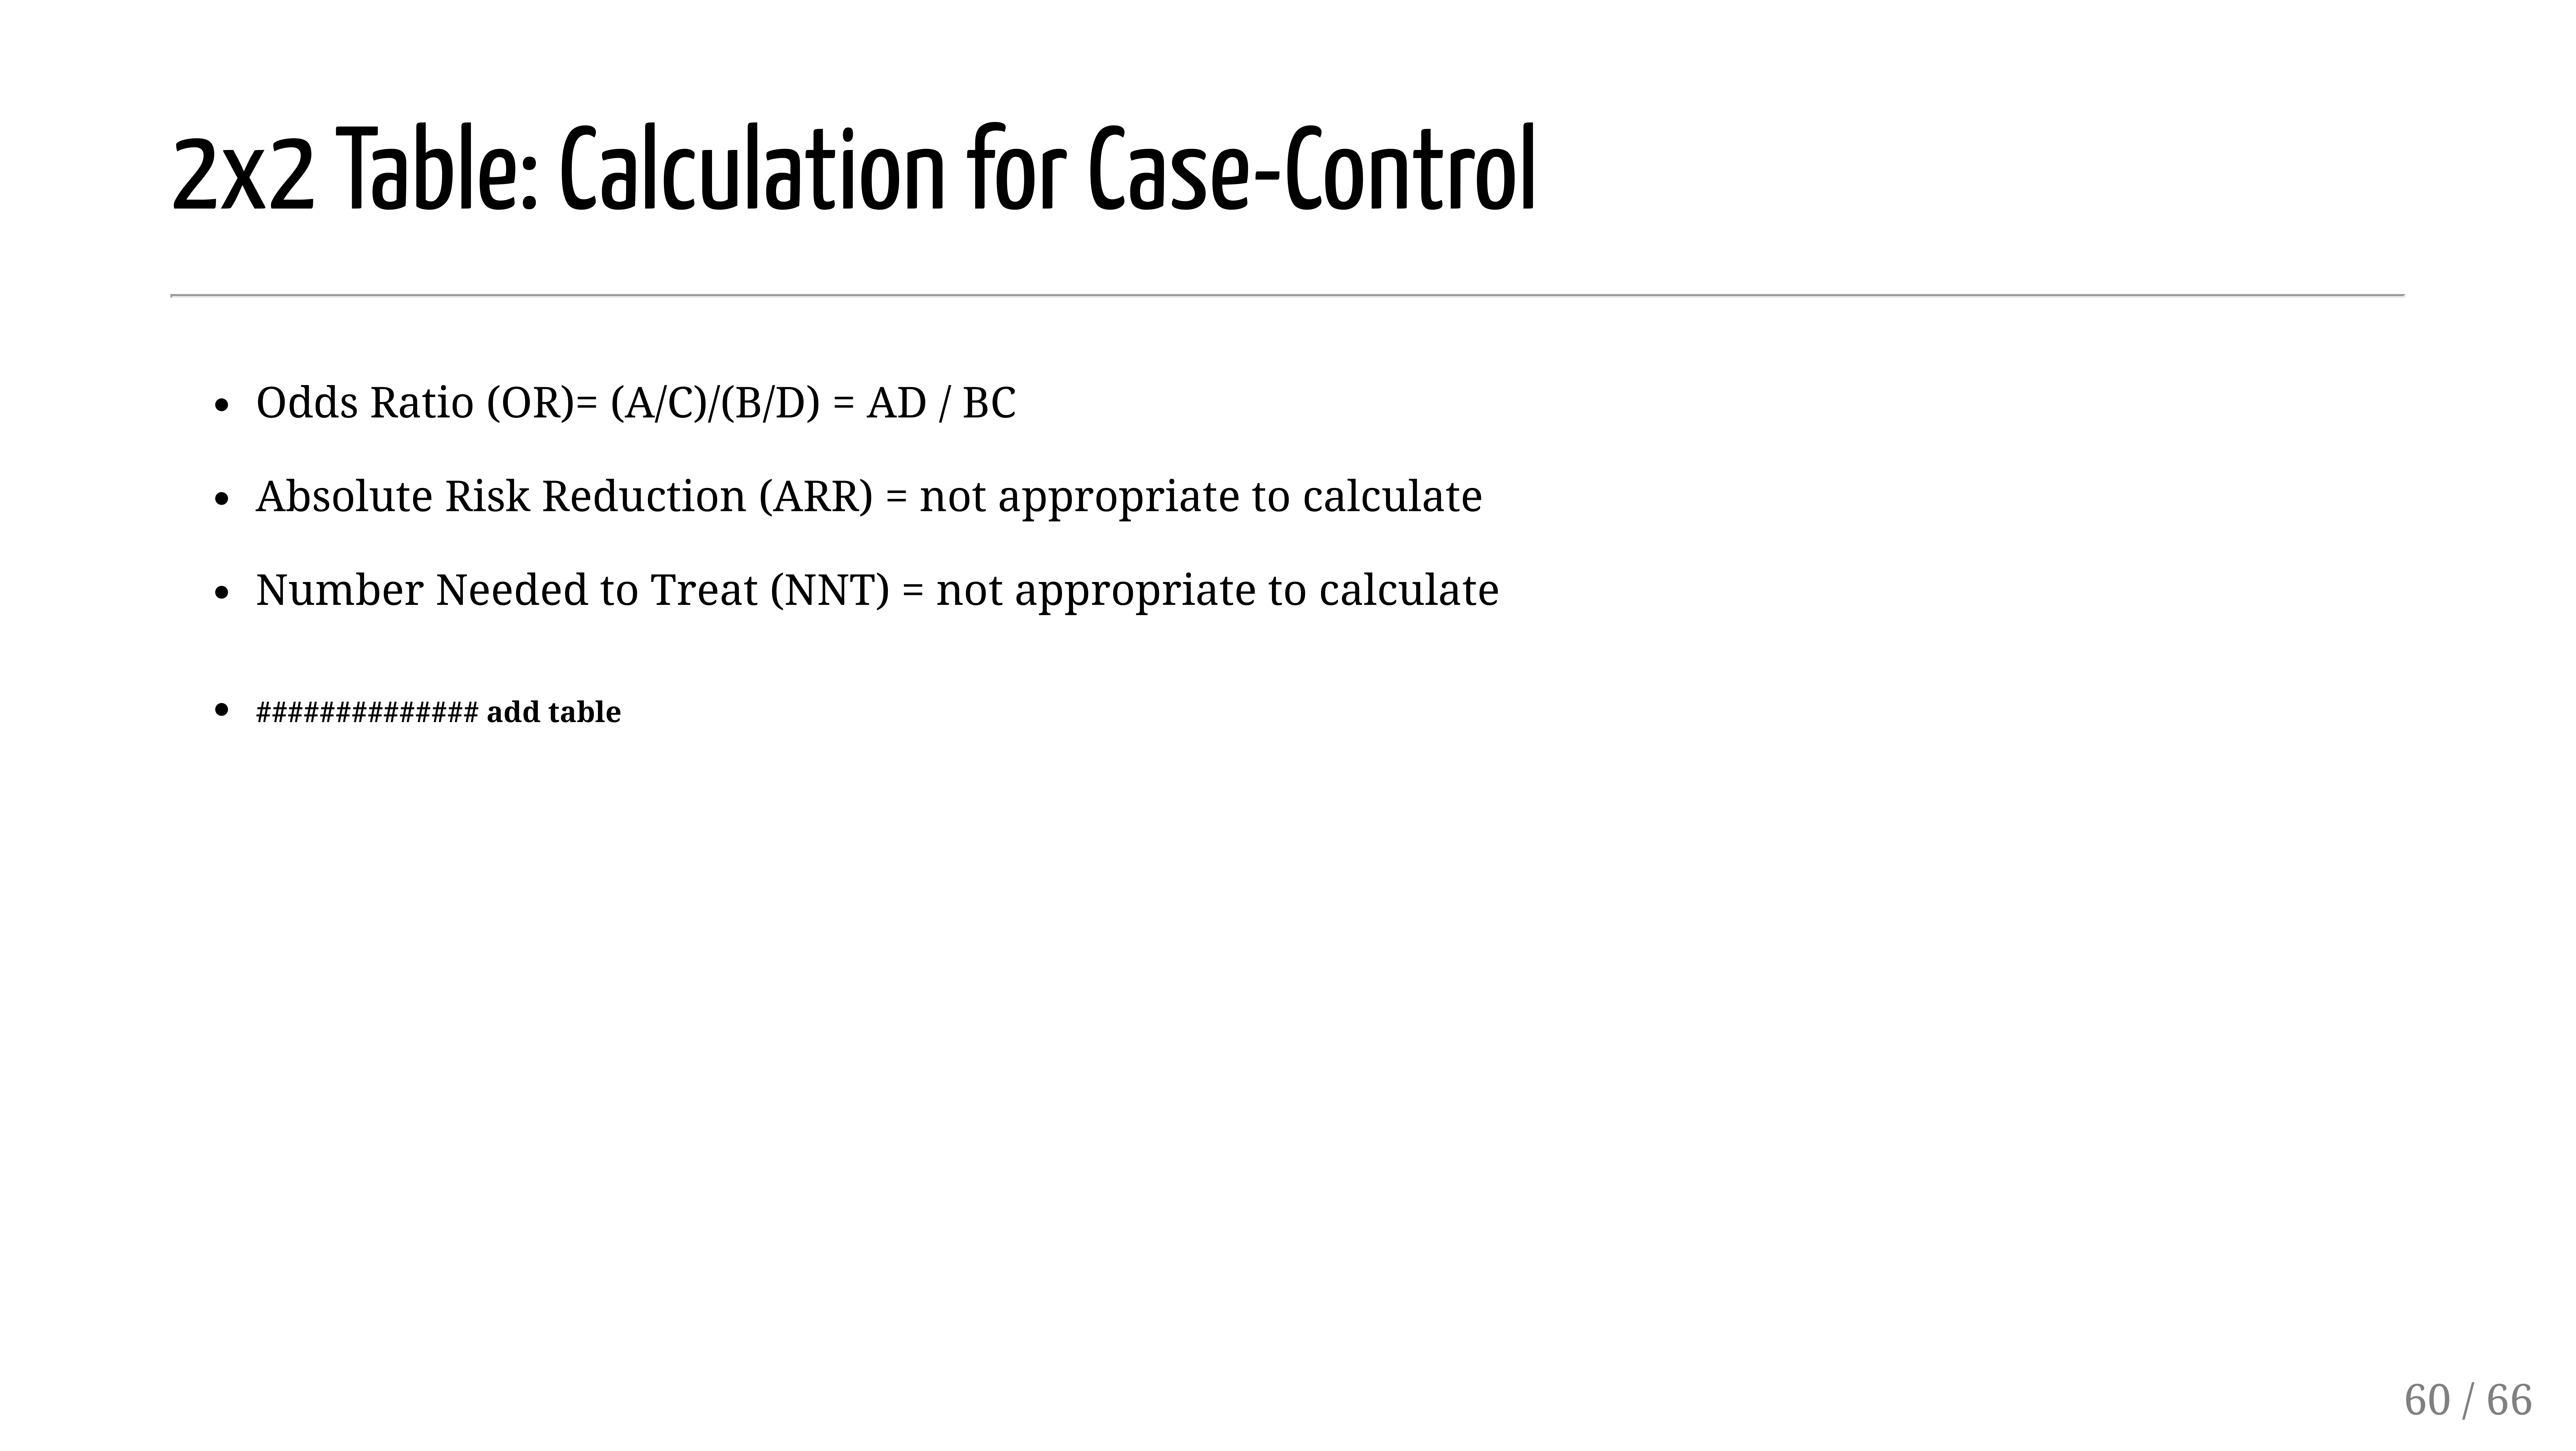 2x2 Table: Calculation for Case-Control
• Odds Ratio (OR)= (A/C)/(B/D) = AD / BC
• Absolute Risk Reduction (ARR) = not appropriate to calculate
• Number Needed to Treat (NNT) = not appropriate to calculate
• ############## add table
60 / 66